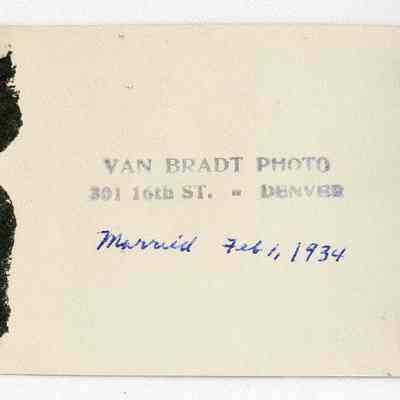 VAN BRADT PHOTO
301 16th ST. - DENVER
Married Feb 1, 1934